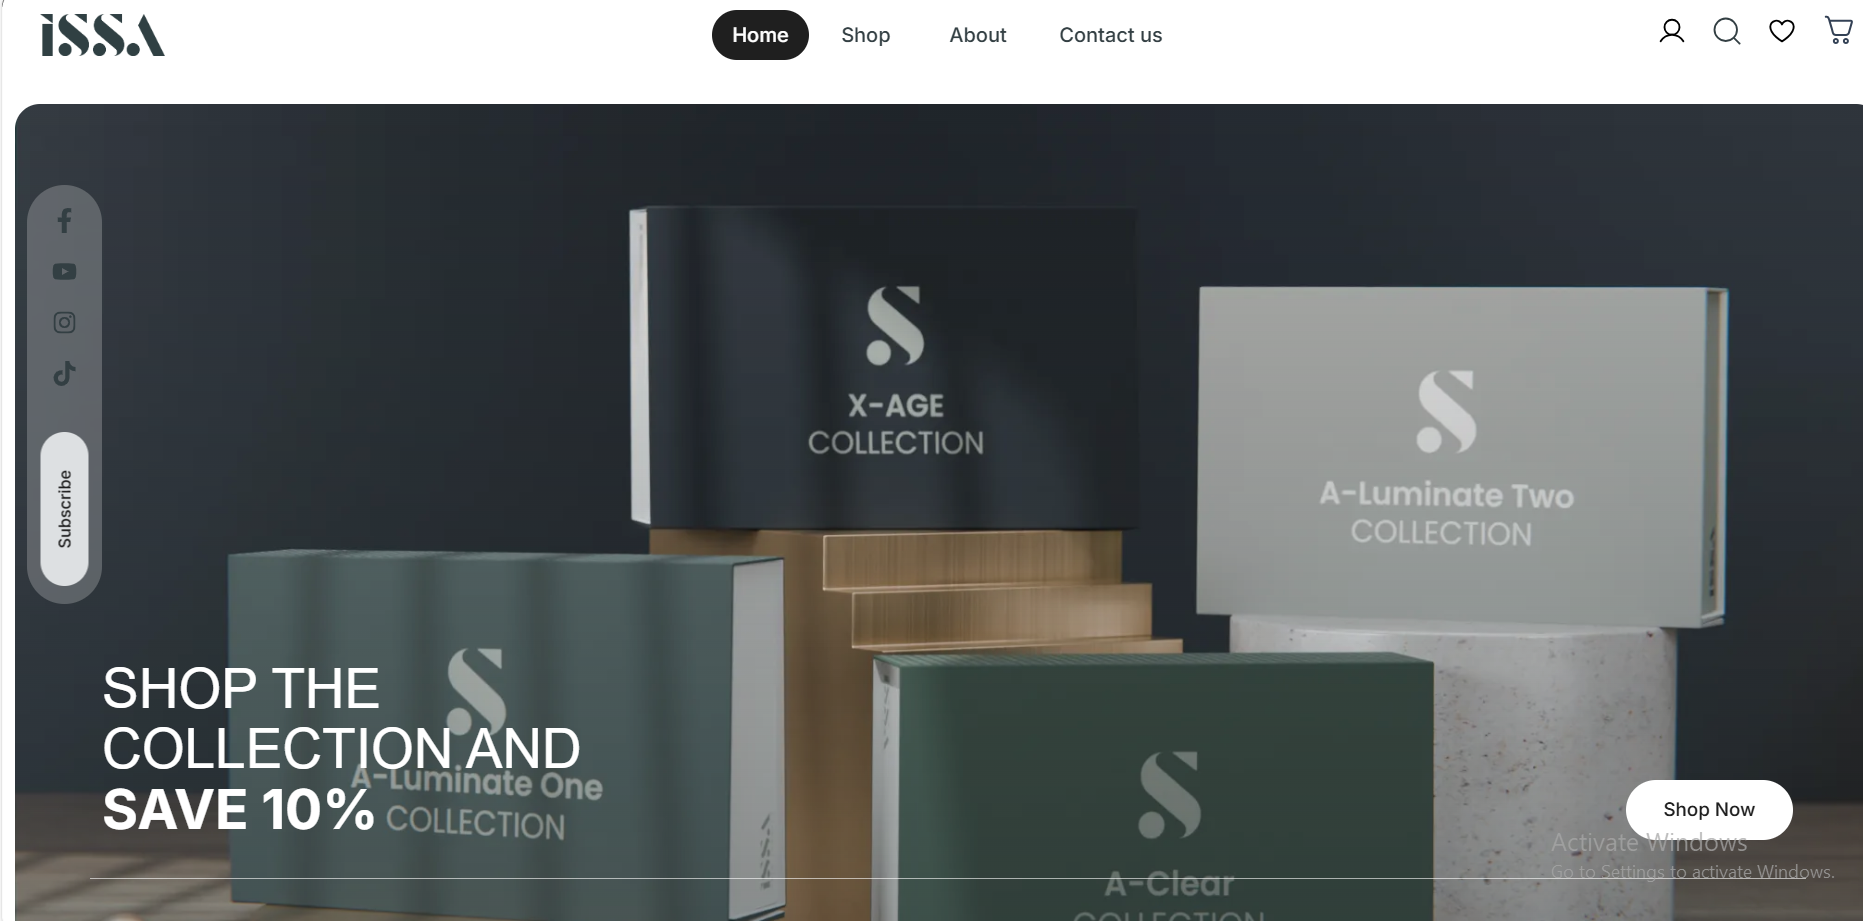 ISSA
Home
Shop
About
Contact us
X-AGE
COLLECTION
A-Luminate Two
COLLECTION
Subscribe
SHOP THE
COLLECTION AND
SAVE 10%
A-Luminate One
COLLECTION
Shop Now
Activate Windows
Go to Settings to activate Windows.
A-Clear
COLLECTION